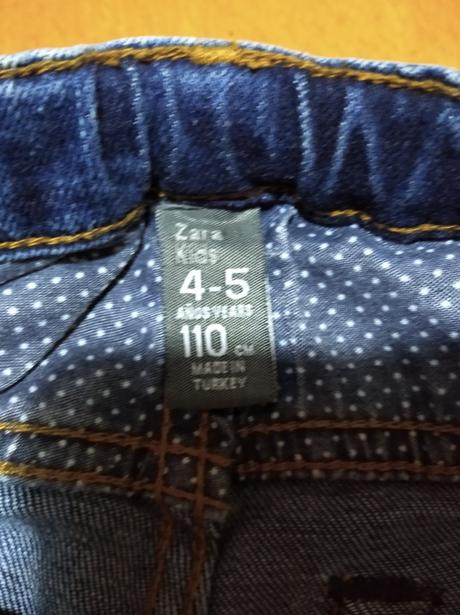 Zara
Kids
4-5
AÑOS YEARS
110 CM
MADE IN
TURKEY